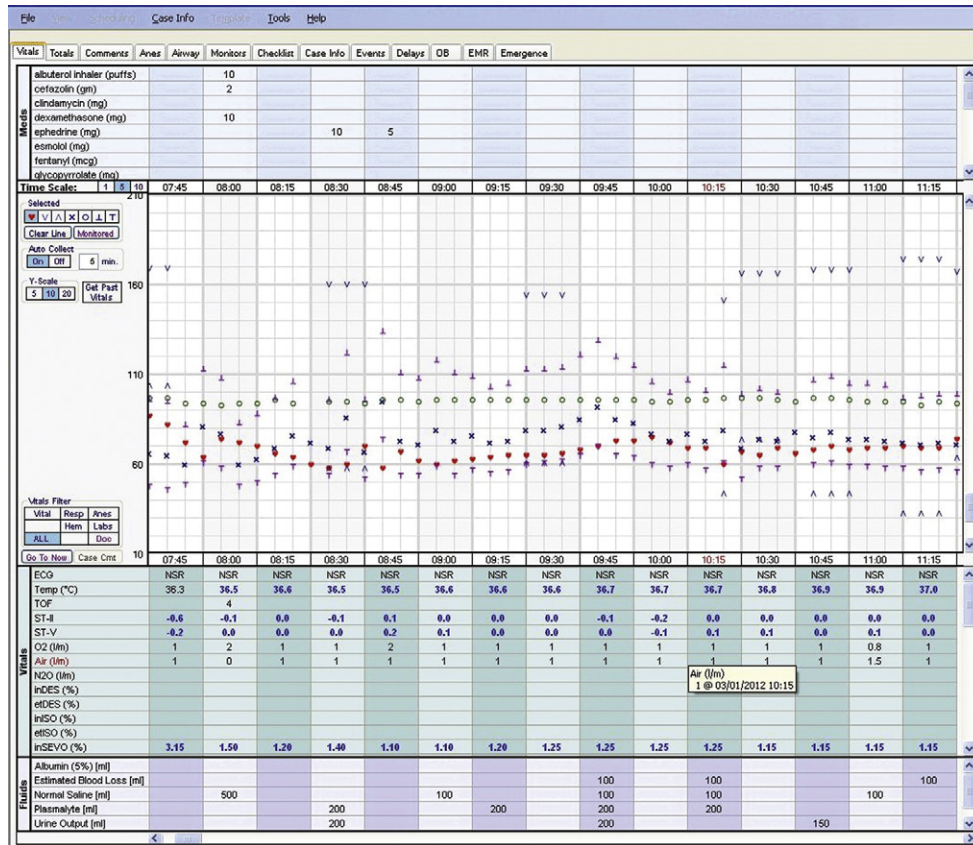 File View Scheduling Case Info Template Tools Help
Vitals Totals Comments Anes Airway Monitors Checklist Case Info Events Delays OB EMR Emergence
Meds
albuterol inhaler (puffs) 10
cefazolin (gm) 2
clindamycin (mg)
dexamethasone (mg) 10
ephedrine (mg) 10 5
esmolol (mg)
fentanyl (mcg)
glycopyrrolate (mg)
Time Scale: 1 5 10 07:45 08:00 08:15 08:30 08:45 09:00 09:15 09:30 09:45 10:00 10:15 10:30 10:45 11:00 11:15
210
Selected
Clear Line Monitored
Auto Collect
On Off 5 min.
Y-Scale
5 10 20 Get Past Vitals
160
110
60
Vitals Filter
Vital Resp Anes
Hem Labs
ALL Doc
10
Go To Now Case Cmt 07:45 08:00 08:15 08:30 08:45 09:00 09:15 09:30 09:45 10:00 10:15 10:30 10:45 11:00 11:15
Vitals
ECG NSR NSR NSR NSR NSR NSR NSR NSR NSR NSR NSR NSR NSR NSR NSR
Temp (°C) 36.3 36.5 36.6 36.5 36.5 36.6 36.6 36.6 36.7 36.7 36.7 36.8 36.9 36.9 37.0
TOF 4
ST-II -0.6 -0.1 0.0 -0.1 0.1 0.0 0.0 0.0 -0.1 -0.2 0.0 0.0 0.0 0.0 0.0
ST-V -0.2 0.0 0.0 0.0 0.2 0.1 0.0 0.0 0.0 -0.1 0.1 0.1 0.0 0.1 0.0
O2 (l/m) 1 2 1 1 2 1 1 1 1 1 1 1 1 0.8 1
Air (l/m) 1 0 1 1 1 1 1 1 1 1 1 1 1 1.5 1
N2O (l/m)
Air (l/m)
1 @ 03/01/2012 10:15
inDES (%)
etDES (%)
inISO (%)
etISO (%)
inSEVO (%) 3.15 1.50 1.20 1.40 1.10 1.10 1.20 1.25 1.25 1.25 1.25 1.15 1.15 1.15 1.15
Fluids
Albumin (5%) [ml]
Estimated Blood Loss [ml] 100 100 100
Normal Saline [ml] 500 100 100 100 100
Plasmalyte [ml] 200 200 200 200
Urine Output [ml] 200 200 150